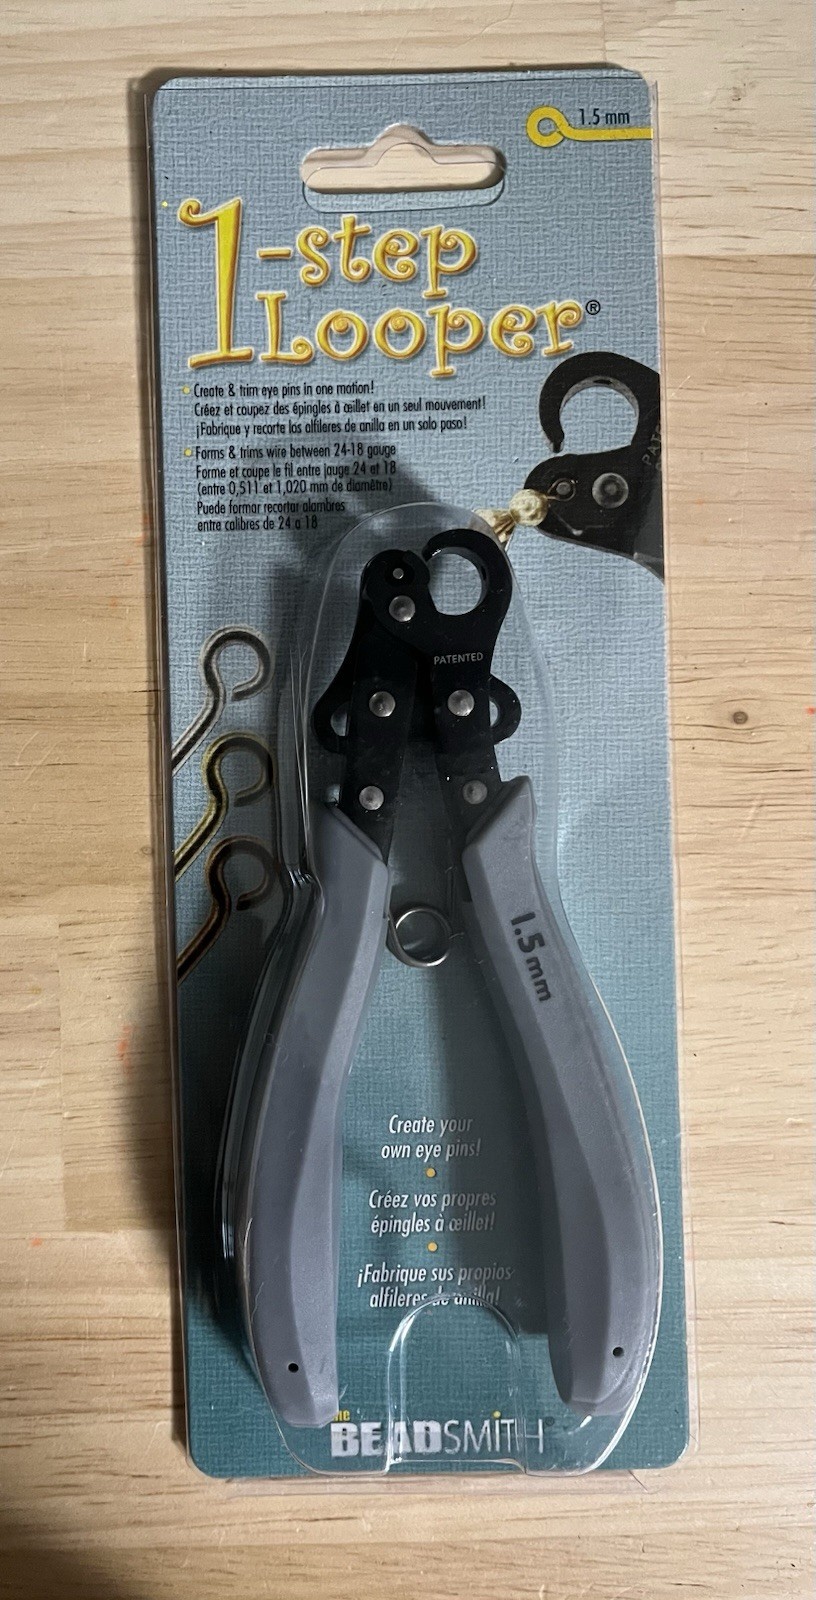 1.5 mm
1-step
Looper®
• Create & trim eye pins in one motion!
Créez et coupez des épingles à œillet en un seul mouvement!
¡Fabrique y recorte los alfileres de anilla en un solo paso!
• Forms & trims wire between 24-18 gauge
Forme et coupe le fil entre jauge 24 et 18
(entre 0,511 et 1,020 mm de diamètre)
Puede formar recortar alambres
entre calibres de 24 a 18
PAT
PATENTED
1.5 mm
Create your
own eye pins!
Créez vos propres
épingles à œillet!
¡Fabrique sus propios
alfileres de anilla!
the
BEADSMITH®